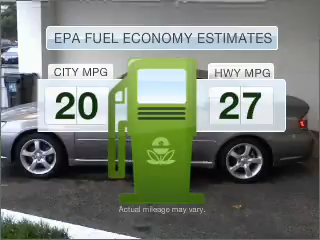 EPA FUEL ECONOMY ESTIMATES
CITY MPG HWY MPG
20 27
Actual mileage may vary.